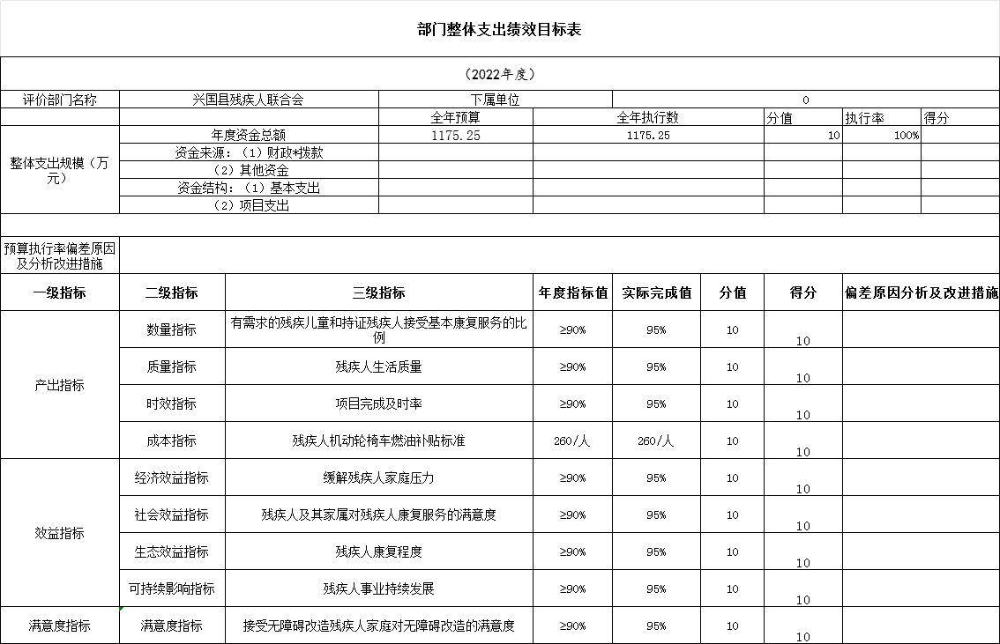 部门整体支出绩效目标表
（2022年度）
评价部门名称 兴国县残疾人联合会 下属单位 0
全年预算 全年执行数 分值 执行率 得分
整体支出规模（万元） 年度资金总额 1175.25 1175.25 10 100%
资金来源：（1）财政*拨款
（2）其他资金
资金结构：（1）基本支出
（2）项目支出
预算执行率偏差原因
及分析改进措施
一级指标 二级指标 三级指标 年度指标值 实际完成值 分值 得分 偏差原因分析及改进措施
产出指标 数量指标 有需求的残疾儿童和持证残疾人接受基本康复服务的比例 ≥90% 95% 10 10
质量指标 残疾人生活质量 ≥90% 95% 10 10
时效指标 项目完成及时率 ≥90% 95% 10 10
成本指标 残疾人机动轮椅车燃油补贴标准 260/人 260/人 10 10
效益指标 经济效益指标 缓解残疾人家庭压力 ≥90% 95% 10 10
社会效益指标 残疾人及其家属对残疾人康复服务的满意度 ≥90% 95% 10 10
生态效益指标 残疾人康复程度 ≥90% 95% 10 10
可持续影响指标 残疾人事业持续发展 ≥90% 95% 10 10
满意度指标 满意度指标 接受无障碍改造残疾人家庭对无障碍改造的满意度 ≥90% 95% 10 10